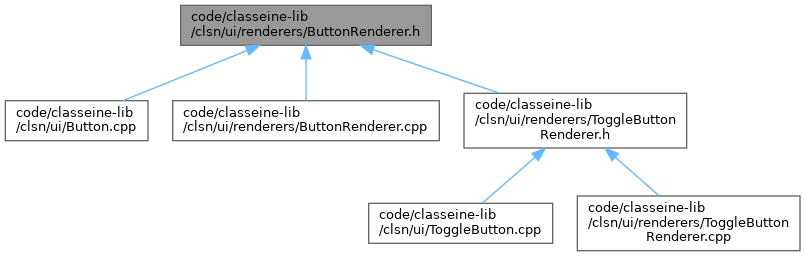 code/classeine-lib
/clsn/ui/renderers/ButtonRenderer.h
code/classeine-lib
/clsn/ui/Button.cpp
code/classeine-lib
/clsn/ui/renderers/ButtonRenderer.cpp
code/classeine-lib
/clsn/ui/renderers/ToggleButton
Renderer.h
code/classeine-lib
/clsn/ui/ToggleButton.cpp
code/classeine-lib
/clsn/ui/renderers/ToggleButton
Renderer.cpp